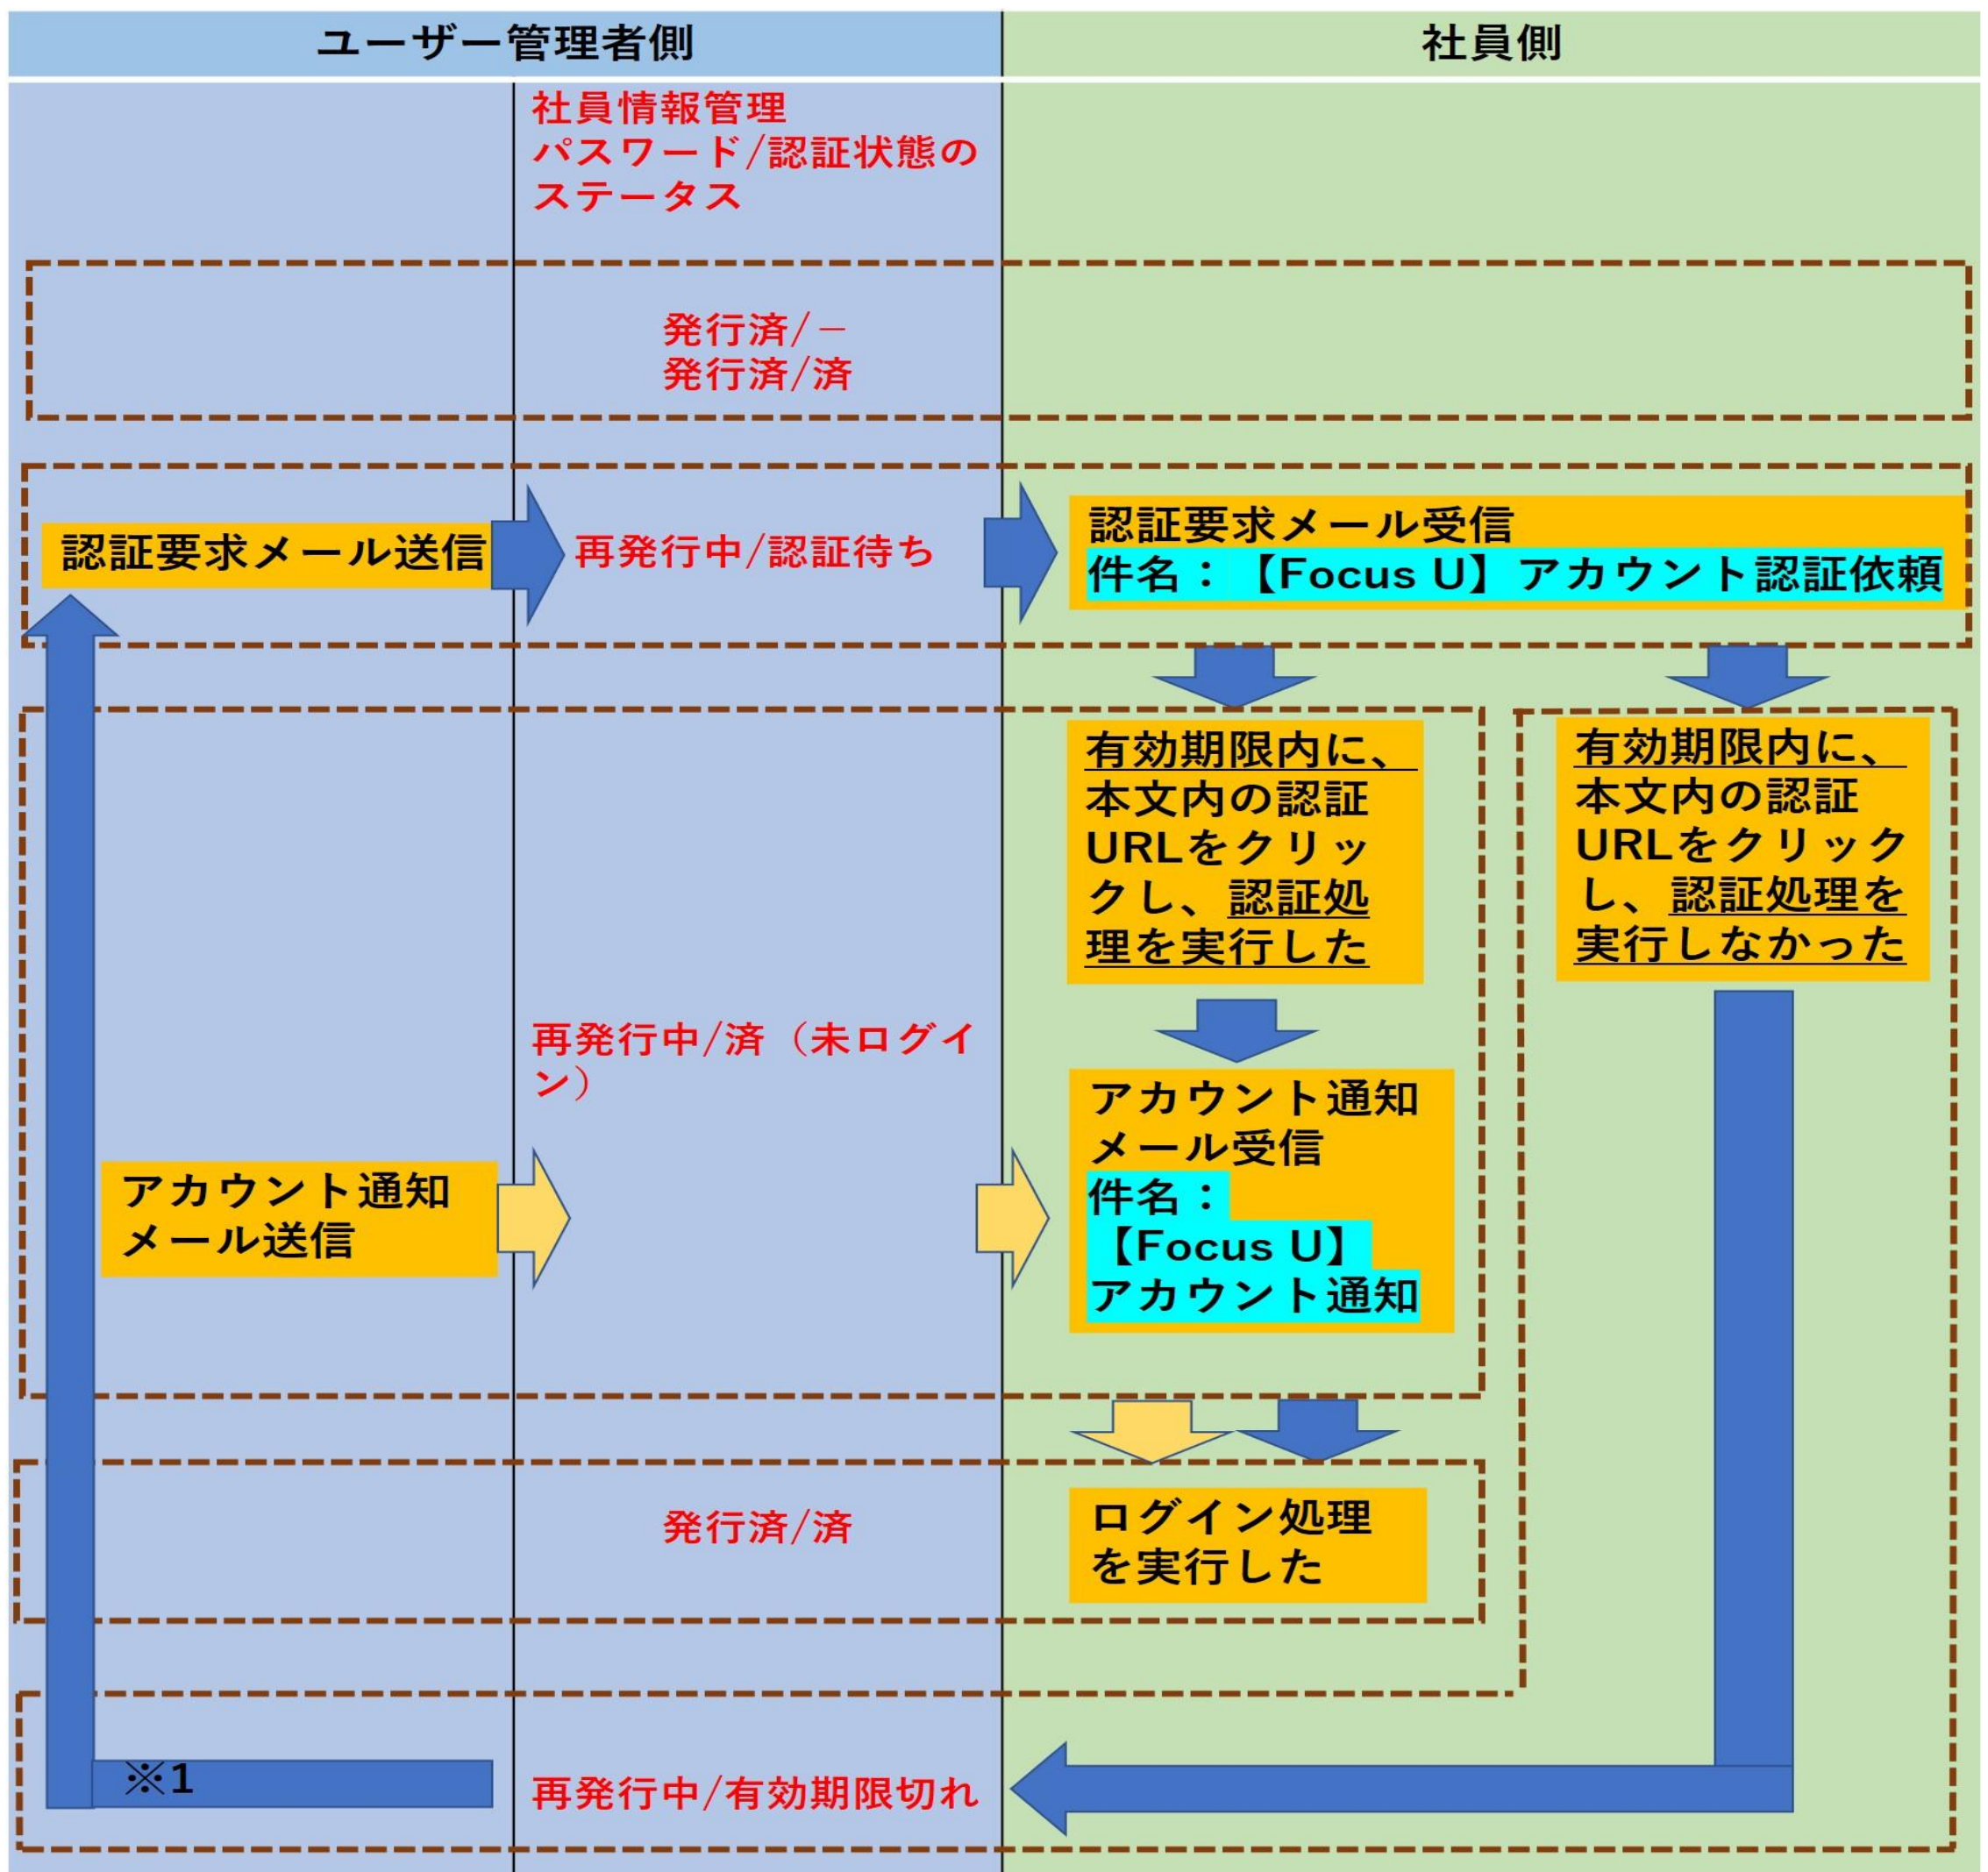 ユーザー管理者側
社員側
社員情報管理
パスワード/認証状態の
ステータス
発行済/－
発行済/済
認証要求メール送信
再発行中/認証待ち
認証要求メール受信
件名：【Focus U】アカウント認証依頼
有効期限内に、
本文内の認証
URLをクリッ
クし、認証処
理を実行した
有効期限内に、
本文内の認証
URLをクリック
し、認証処理を
実行しなかった
再発行中/済（未ログイ
ン）
アカウント通知
メール送信
アカウント通知
メール受信
件名：
【Focus U】
アカウント通知
発行済/済
ログイン処理
を実行した
※1
再発行中/有効期限切れ